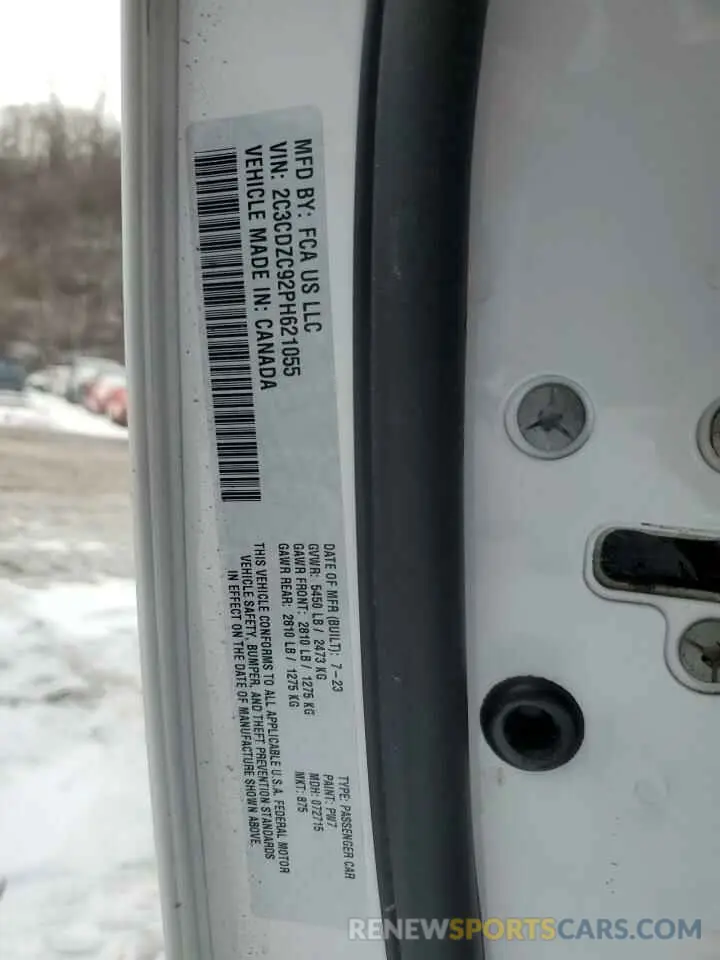 MFD BY: FCA US LLC
VIN: 2C3CDZC92PH621055
VEHICLE MADE IN: CANADA
DATE OF MFR (BUILT): 7-23
GVWR: 5450 LB / 2473 KG
GAWR FRONT: 2810 LB / 1275 KG
GAWR REAR: 2810 LB / 1275 KG
TYPE: PASSENGER CAR
PAINT: PW7
MDH: 072715
MKT: B75
THIS VEHICLE CONFORMS TO ALL APPLICABLE U.S.A. FEDERAL MOTOR
VEHICLE SAFETY, BUMPER, AND THEFT PREVENTION STANDARDS
IN EFFECT ON THE DATE OF MANUFACTURE SHOWN ABOVE.
RENEWSPORTSCARS.COM